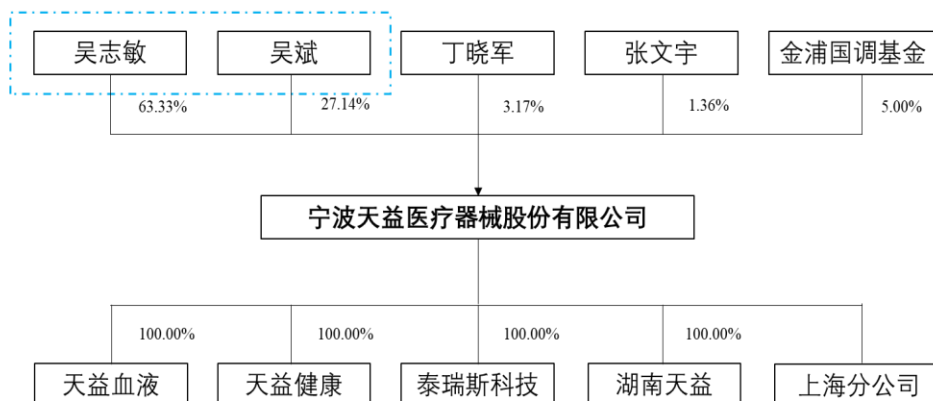 吴志敏
吴斌
丁晓军
张文宇
金浦国调基金
63.33%
27.14%
3.17%
1.36%
5.00%
宁波天益医疗器械股份有限公司
100.00%
100.00%
100.00%
100.00%
天益血液
天益健康
泰瑞斯科技
湖南天益
上海分公司